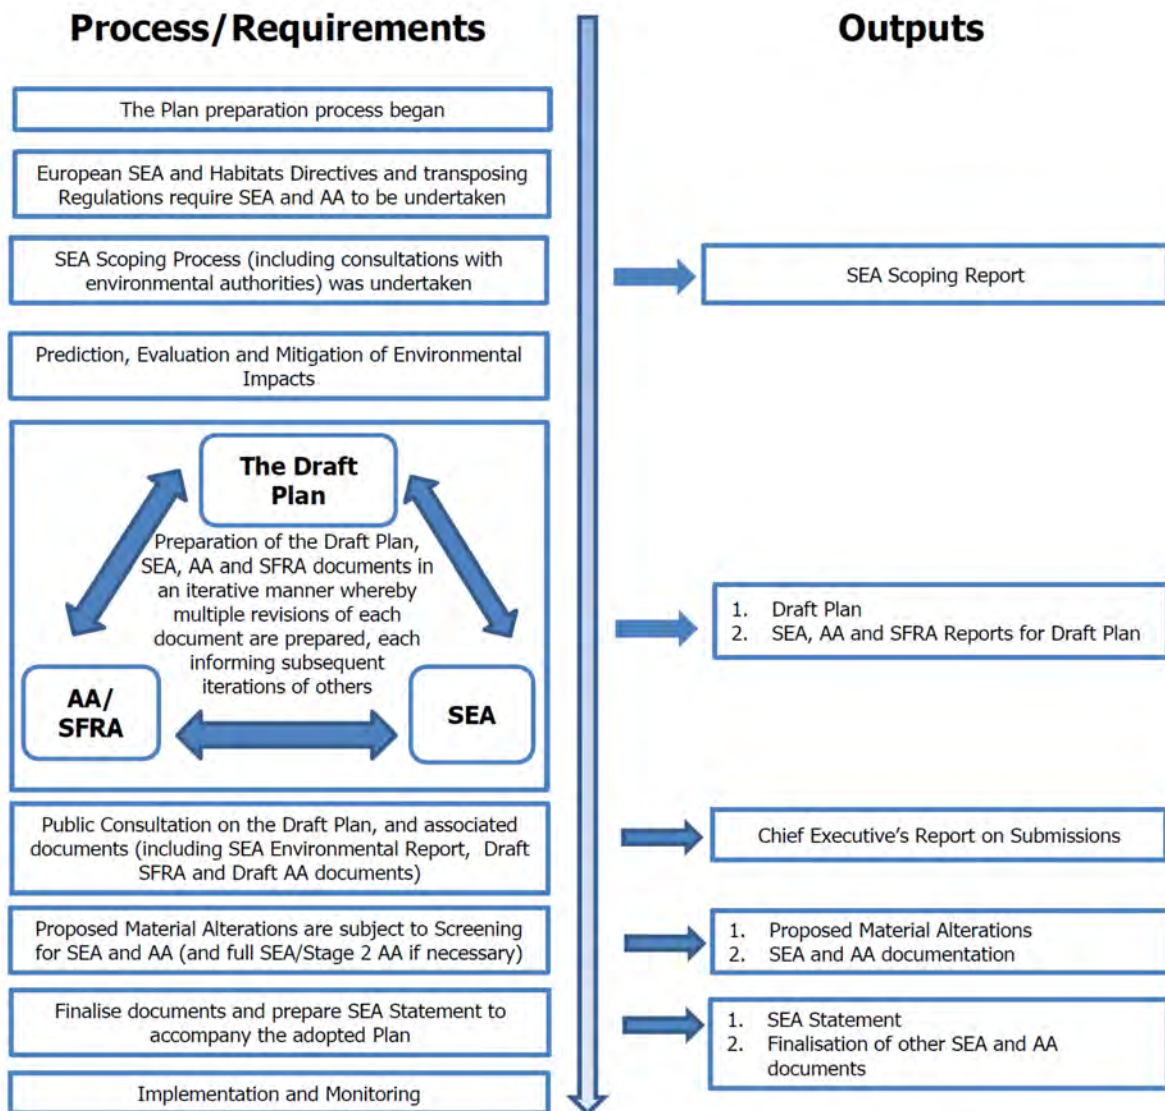 Process/Requirements
Outputs
The Plan preparation process began
European SEA and Habitats Directives and transposing
Regulations require SEA and AA to be undertaken
SEA Scoping Process (including consultations with
environmental authorities) was undertaken
SEA Scoping Report
Prediction, Evaluation and Mitigation of Environmental
Impacts
The Draft
Plan
Preparation of the Draft Plan,
SEA, AA and SFRA documents in
an iterative manner whereby
multiple revisions of each
document are prepared, each
informing subsequent
iterations of others
AA/
SFRA
SEA
1. Draft Plan
2. SEA, AA and SFRA Reports for Draft Plan
Public Consultation on the Draft Plan, and associated
documents (including SEA Environmental Report, Draft
SFRA and Draft AA documents)
Chief Executive's Report on Submissions
Proposed Material Alterations are subject to Screening
for SEA and AA (and full SEA/Stage 2 AA if necessary)
1. Proposed Material Alterations
2. SEA and AA documentation
Finalise documents and prepare SEA Statement to
accompany the adopted Plan
1. SEA Statement
2. Finalisation of other SEA and AA
documents
Implementation and Monitoring